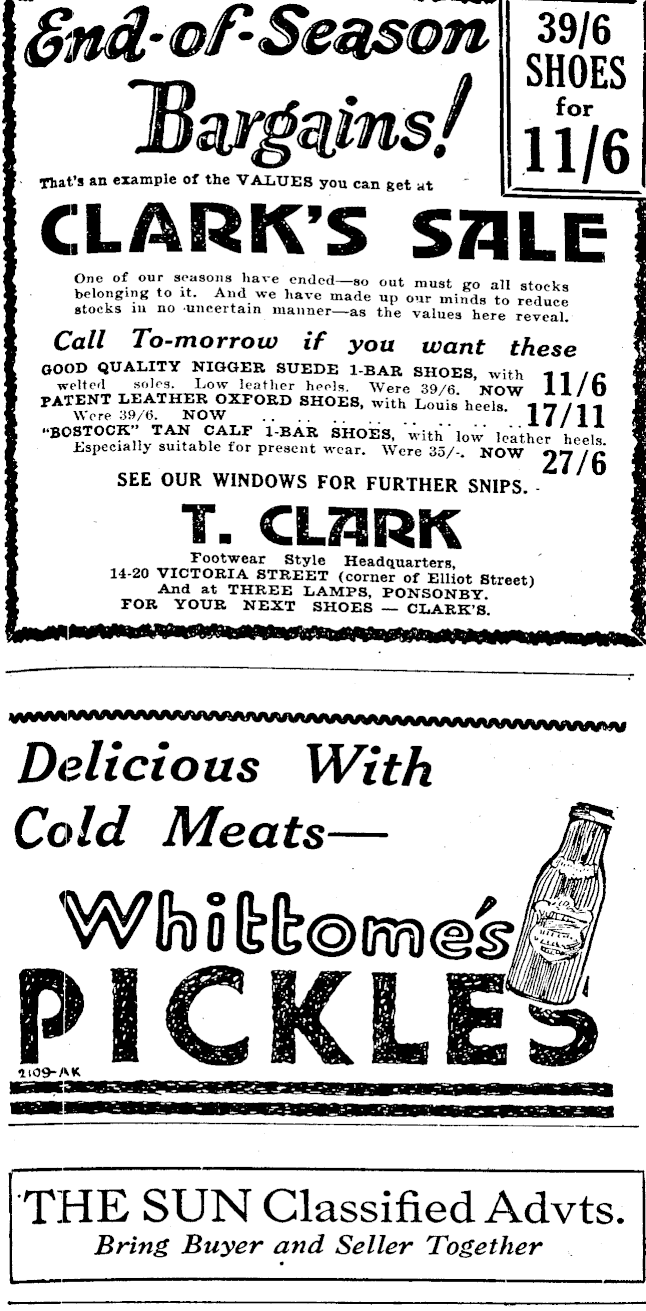 End-of-Season
Bargains!
39/6
SHOES
for
11/6
That's an example of the VALUES you can get at
CLARK'S SALE
One of our seasons have ended—so out must go all stocks
belonging to it. And we have made up our minds to reduce
stocks in no uncertain manner—as the values here reveal.
Call To-morrow if you want these
GOOD QUALITY NIGGER SUEDE 1-BAR SHOES, with
welted soles. Low leather heels. Were 39/6. NOW 11/6
PATENT LEATHER OXFORD SHOES, with Louis heels.
Were 39/6. NOW .. .. .. .. .. .. .. .. .. 17/11
"BOSTOCK" TAN CALF 1-BAR SHOES, with low leather heels.
Especially suitable for present wear. Were 35/-. NOW 27/6
SEE OUR WINDOWS FOR FURTHER SNIPS.
T. CLARK
Footwear Style Headquarters,
14-20 VICTORIA STREET (corner of Elliot Street)
And at THREE LAMPS, PONSONBY.
FOR YOUR NEXT SHOES — CLARK'S.
Delicious With
Cold Meats—
Whittome's
PICKLES
2109-AK
THE SUN Classified Advts.
Bring Buyer and Seller Together